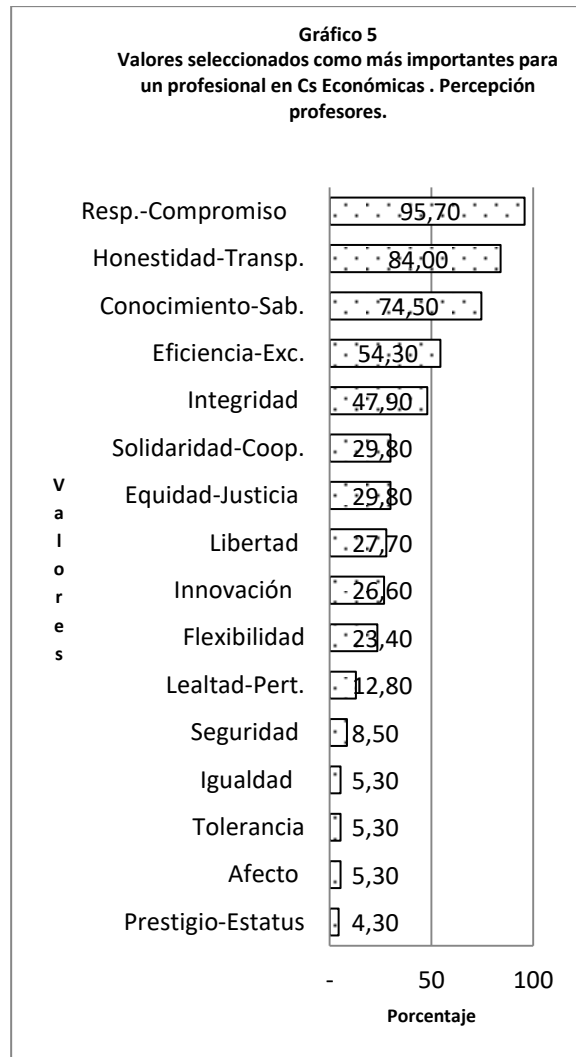 Gráfico 5
Valores seleccionados como más importantes para
un profesional en Cs Económicas . Percepción
profesores.
Resp.-Compromiso 95,70
Honestidad-Transp. 84,00
Conocimiento-Sab. 74,50
Eficiencia-Exc. 54,30
Integridad 47,90
Solidaridad-Coop. 29,80
Equidad-Justicia 29,80
Libertad 27,70
Innovación 26,60
Flexibilidad 23,40
Lealtad-Pert. 12,80
Seguridad 8,50
Igualdad 5,30
Tolerancia 5,30
Afecto 5,30
Prestigio-Estatus 4,30
Valores
- 50 100
Porcentaje